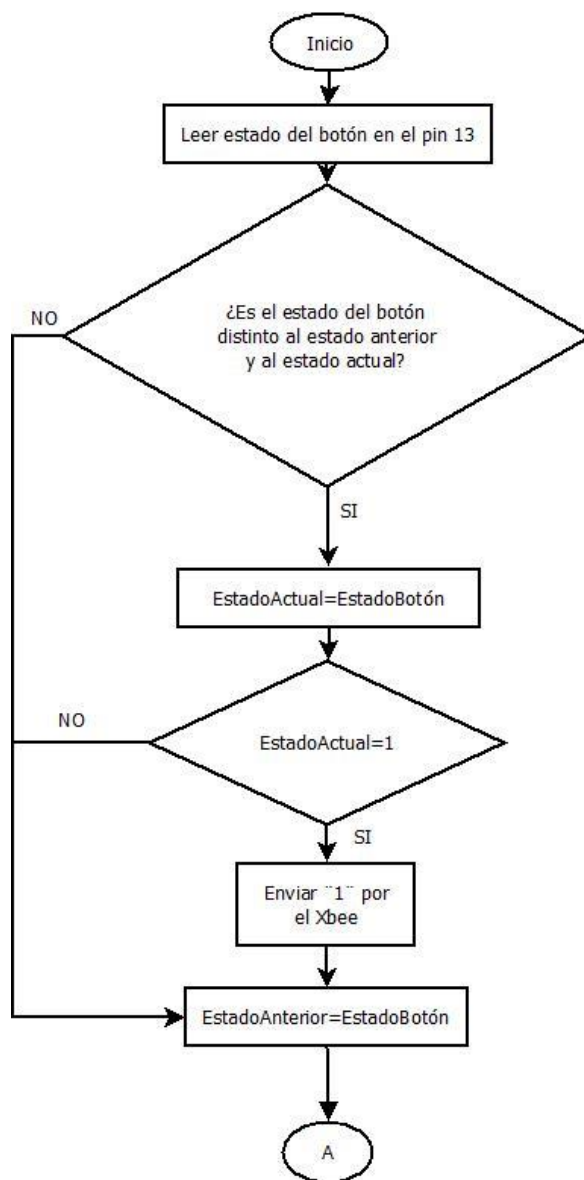 Inicio
Leer estado del botón en el pin 13
¿Es el estado del botón
distinto al estado anterior
y al estado actual?
NO
SI
EstadoActual=EstadoBotón
NO
EstadoActual=1
SI
Enviar ¨1¨ por
el Xbee
EstadoAnterior=EstadoBotón
A